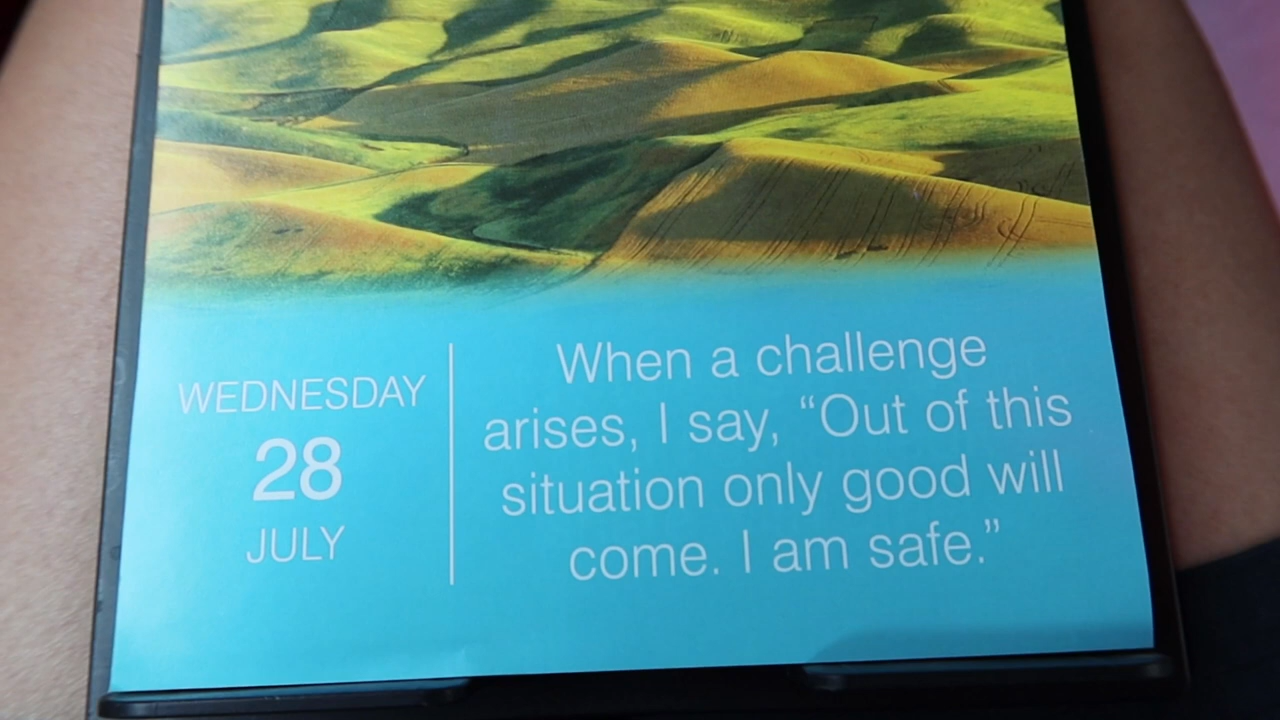 WEDNESDAY
28
JULY
When a challenge
arises, I say, “Out of this
situation only good will
come. I am safe.”